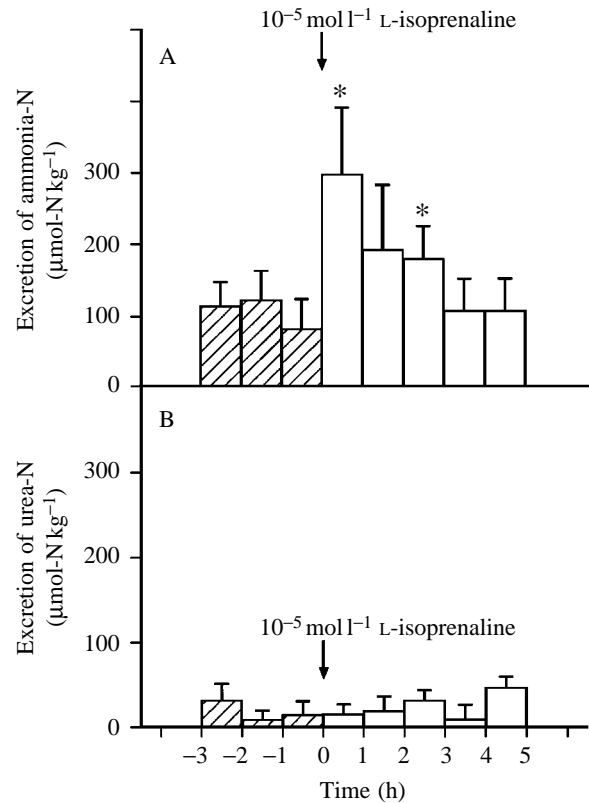 10⁻⁵ mol l⁻¹ L-isoprenaline
A
*
*
Excretion of ammonia-N
(μmol-N kg⁻¹)
300
200
100
0
B
Excretion of urea-N
(μmol-N kg⁻¹)
300
200
100
0
10⁻⁵ mol l⁻¹ L-isoprenaline
−3 −2 −1 0 1 2 3 4 5
Time (h)